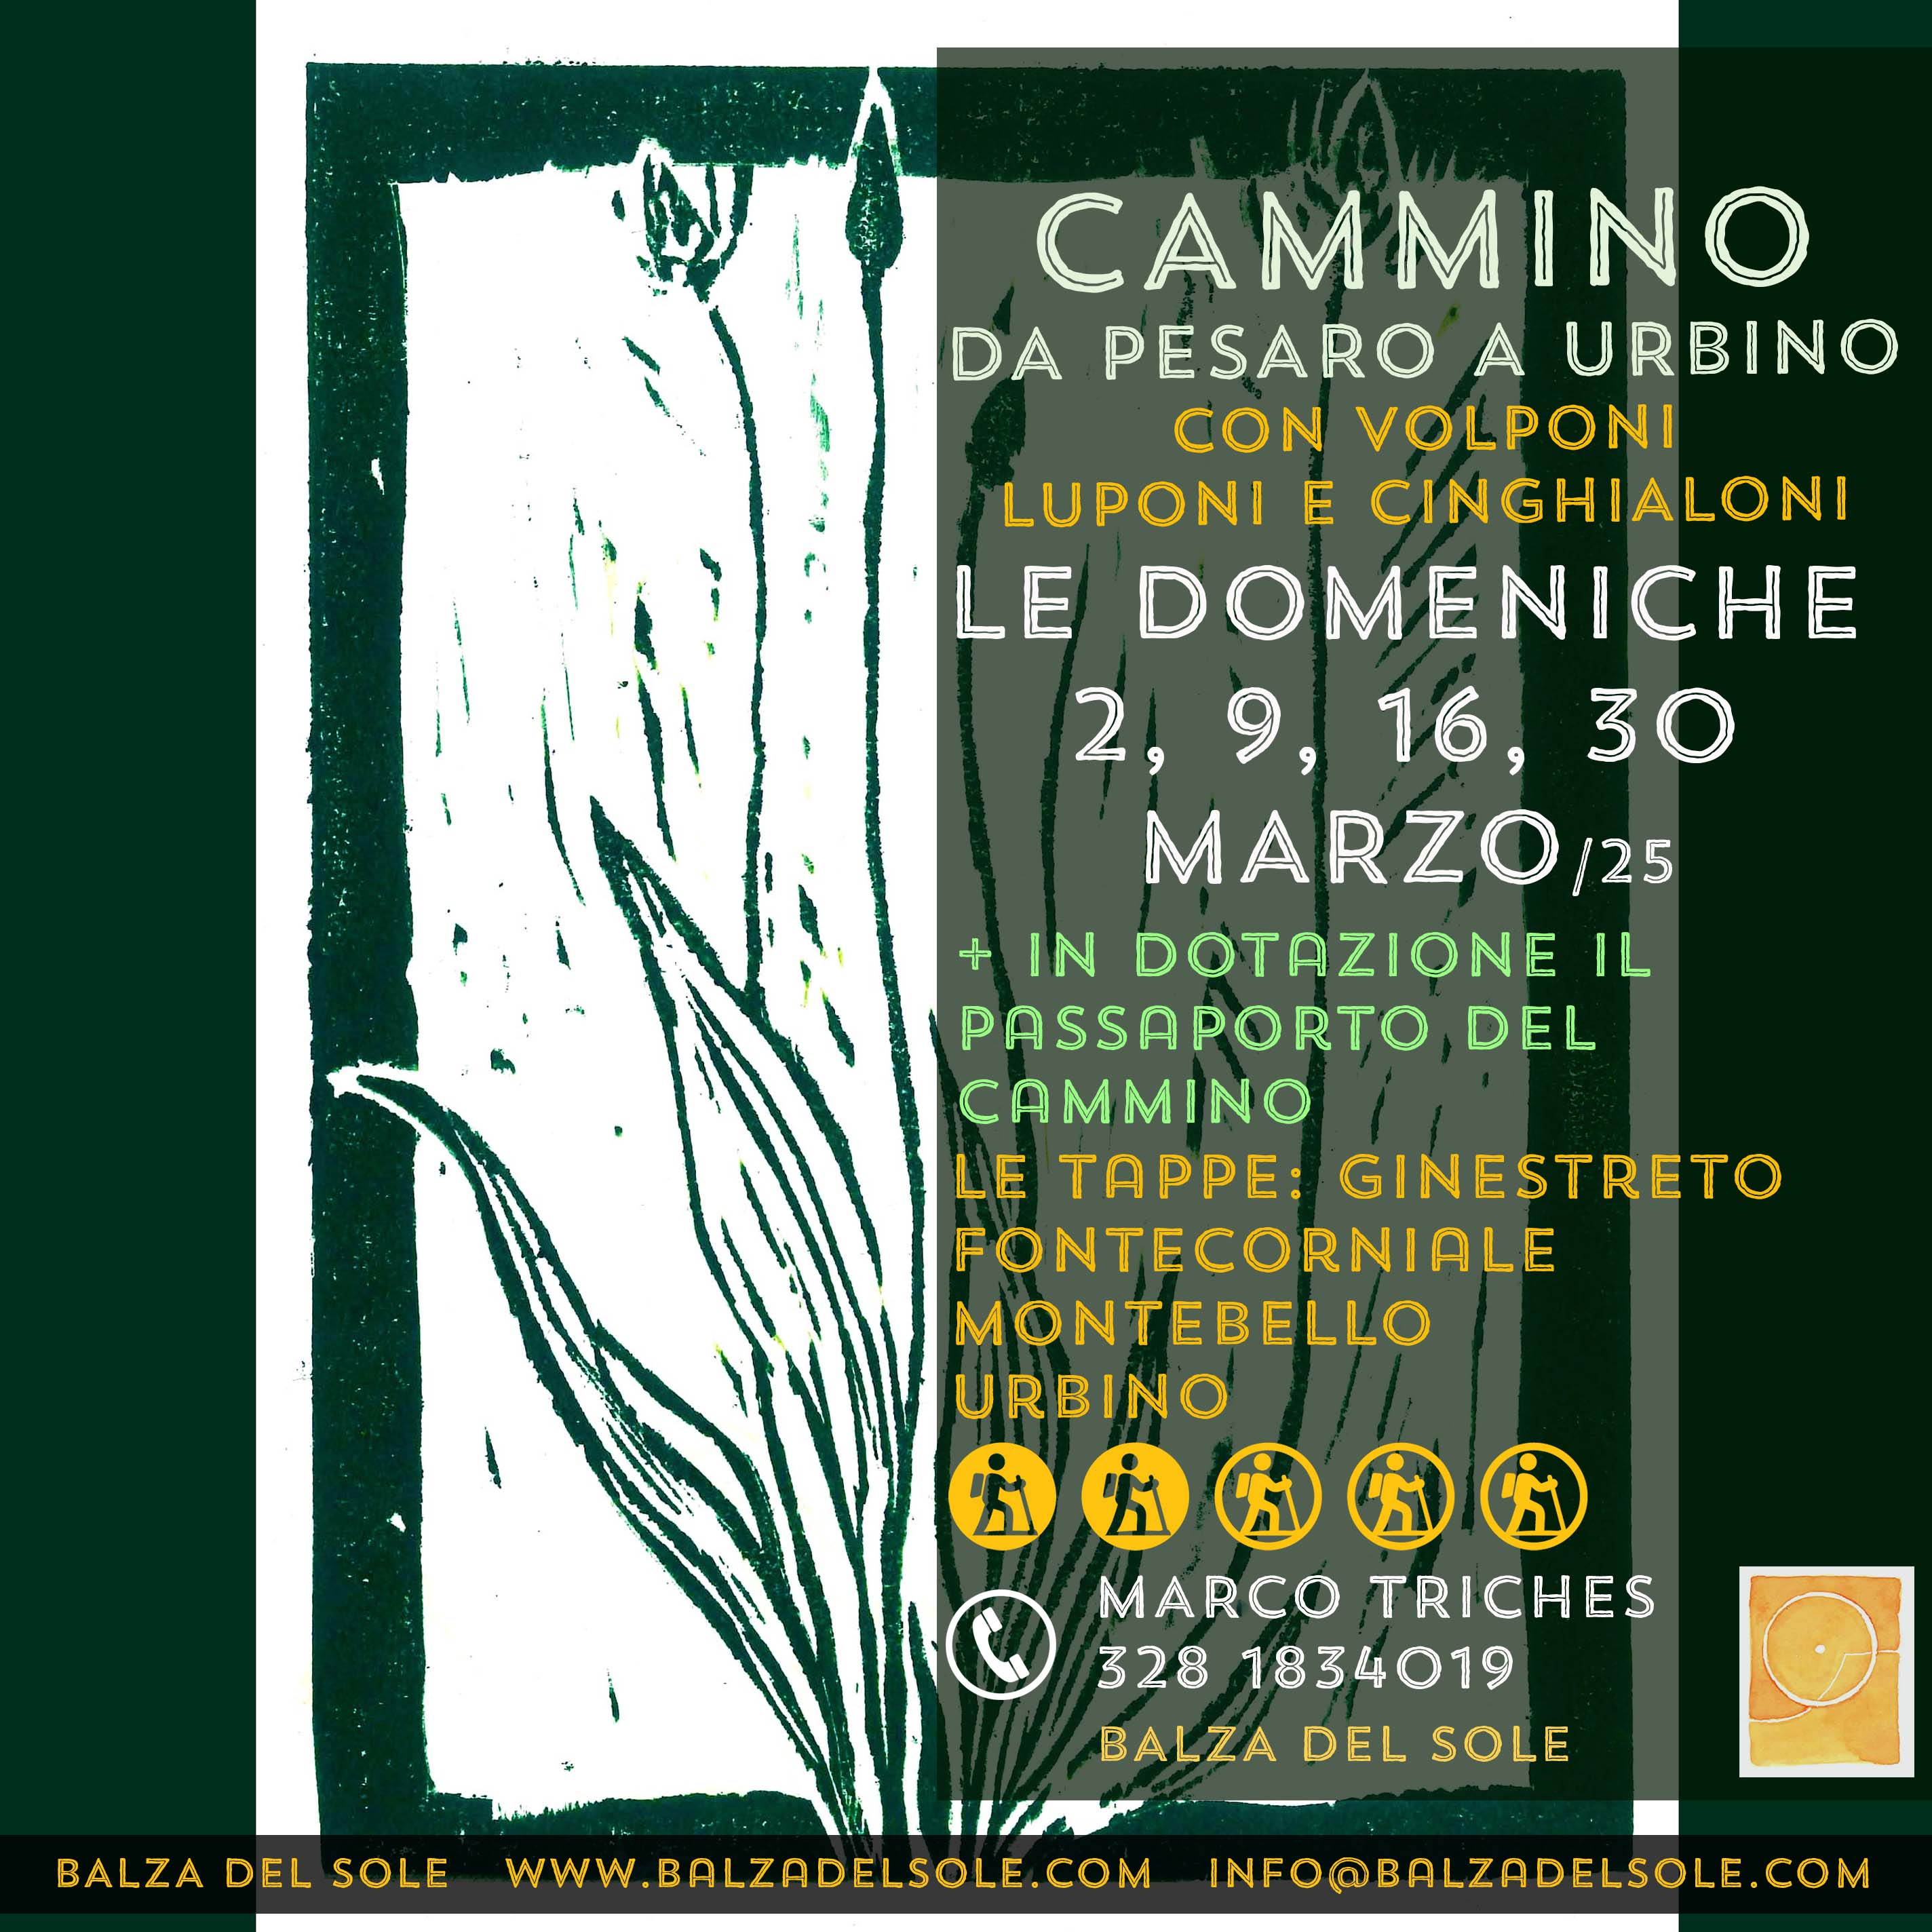 CAMMINO
DA PESARO A URBINO
CON VOLPONI
LUPONI E CINGHIALONI
LE DOMENICHE
2, 9, 16, 30
MARZO/25
+ IN DOTAZIONE IL
PASSAPORTO DEL
CAMMINO
LE TAPPE: GINESTRETO
FONTECORNIALE
MONTEBELLO
URBINO
MARCO TRICHES
328 1834019
BALZA DEL SOLE
BALZA DEL SOLE WWW.BALZADELSOLE.COM INFO@BALZADELSOLE.COM